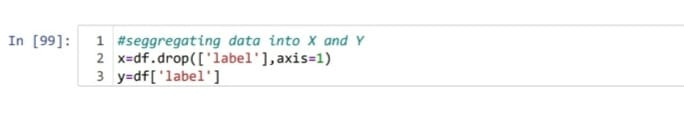 In [99]:
1 #seggregating data into X and Y
2 x=df.drop(['label'],axis=1)
3 y=df['label']